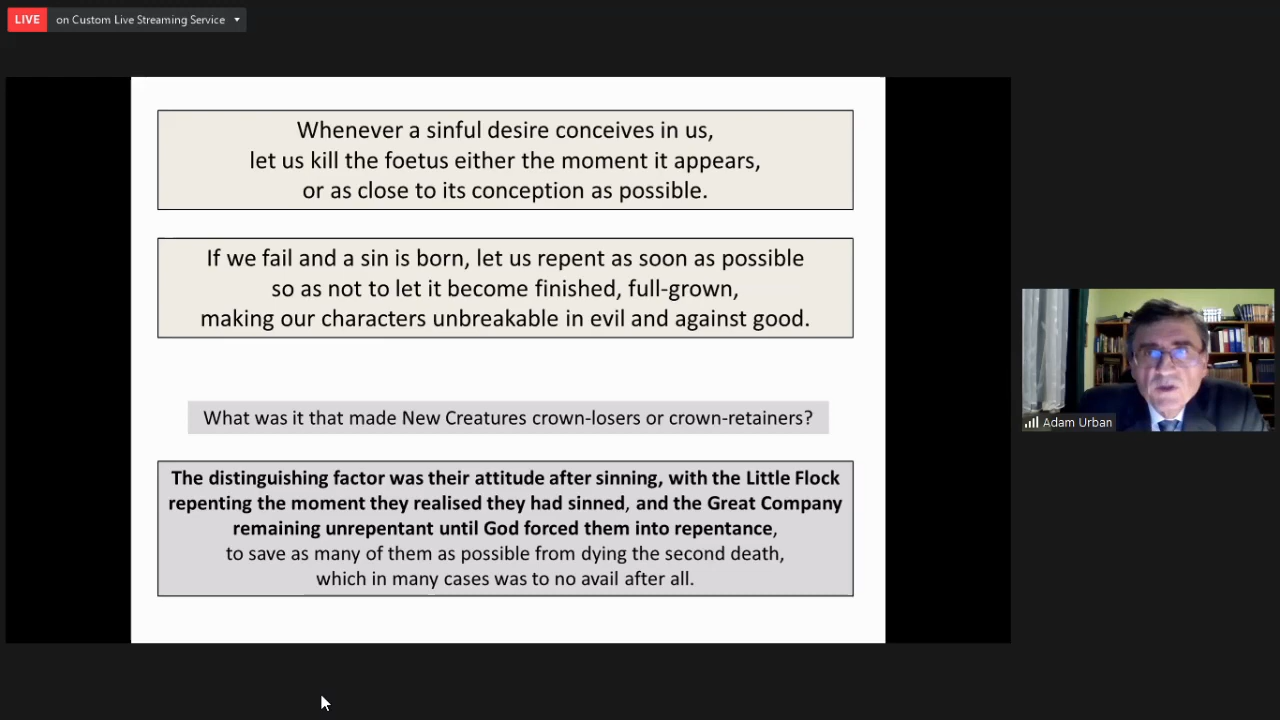 LIVE on Custom Live Streaming Service
Whenever a sinful desire conceives in us,
let us kill the foetus either the moment it appears,
or as close to its conception as possible.
If we fail and a sin is born, let us repent as soon as possible
so as not to let it become finished, full-grown,
making our characters unbreakable in evil and against good.
What was it that made New Creatures crown-losers or crown-retainers?
The distinguishing factor was their attitude after sinning, with the Little Flock
repenting the moment they realised they had sinned, and the Great Company
remaining unrepentant until God forced them into repentance,
to save as many of them as possible from dying the second death,
which in many cases was to no avail after all.
Adam Urban